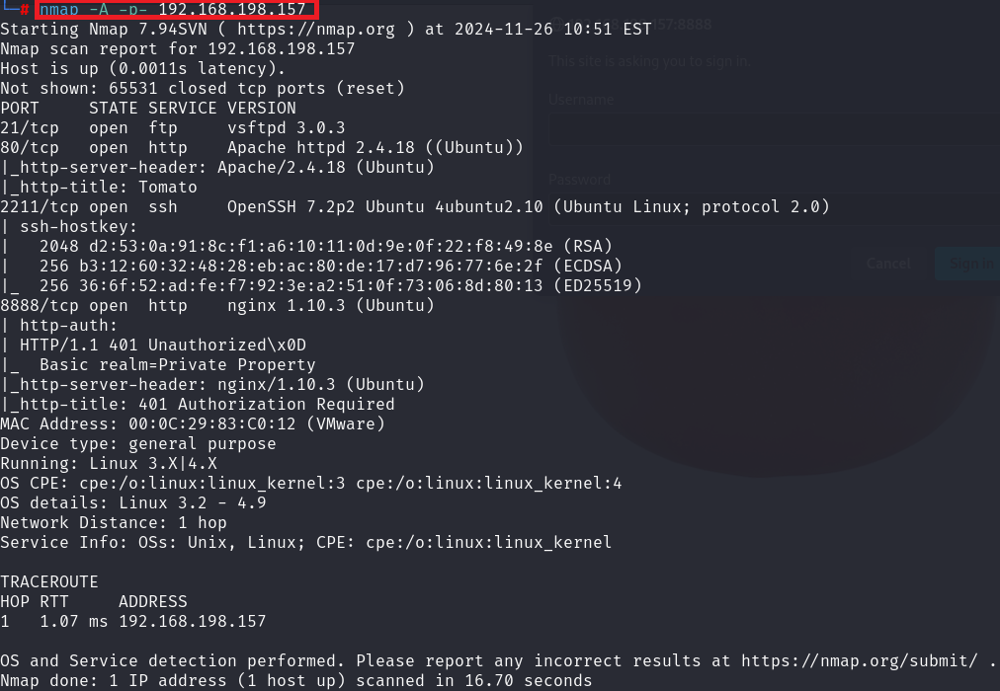 └─# nmap -A -p- 192.168.198.157
Starting Nmap 7.94SVN ( https://nmap.org ) at 2024-11-26 10:51 EST
Nmap scan report for 192.168.198.157
Host is up (0.0011s latency).
Not shown: 65531 closed tcp ports (reset)
PORT     STATE SERVICE VERSION
21/tcp   open  ftp     vsftpd 3.0.3
80/tcp   open  http    Apache httpd 2.4.18 ((Ubuntu))
|_http-server-header: Apache/2.4.18 (Ubuntu)
|_http-title: Tomato
2211/tcp open  ssh     OpenSSH 7.2p2 Ubuntu 4ubuntu2.10 (Ubuntu Linux; protocol 2.0)
| ssh-hostkey:
|   2048 d2:53:0a:91:8c:f1:a6:10:11:0d:9e:0f:22:f8:49:8e (RSA)
|   256 b3:12:60:32:48:28:eb:ac:80:de:17:d7:96:77:6e:2f (ECDSA)
|_  256 36:6f:52:ad:fe:f7:92:3e:a2:51:0f:73:06:8d:80:13 (ED25519)
8888/tcp open  http    nginx 1.10.3 (Ubuntu)
| http-auth:
| HTTP/1.1 401 Unauthorized\x0D
|_  Basic realm=Private Property
|_http-server-header: nginx/1.10.3 (Ubuntu)
|_http-title: 401 Authorization Required
MAC Address: 00:0C:29:83:C0:12 (VMware)
Device type: general purpose
Running: Linux 3.X|4.X
OS CPE: cpe:/o:linux:linux_kernel:3 cpe:/o:linux:linux_kernel:4
OS details: Linux 3.2 - 4.9
Network Distance: 1 hop
Service Info: OSs: Unix, Linux; CPE: cpe:/o:linux:linux_kernel
TRACEROUTE
HOP RTT     ADDRESS
1   1.07 ms 192.168.198.157
OS and Service detection performed. Please report any incorrect results at https://nmap.org/submit/ .
Nmap done: 1 IP address (1 host up) scanned in 16.70 seconds
This site is asking you to sign in.
Username
Password
Cancel
Sign in